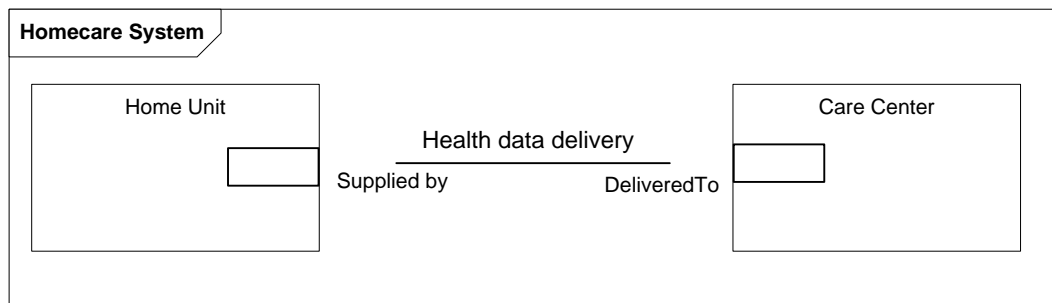 Homecare System
Home Unit
Care Center
Health data delivery
Supplied by
DeliveredTo